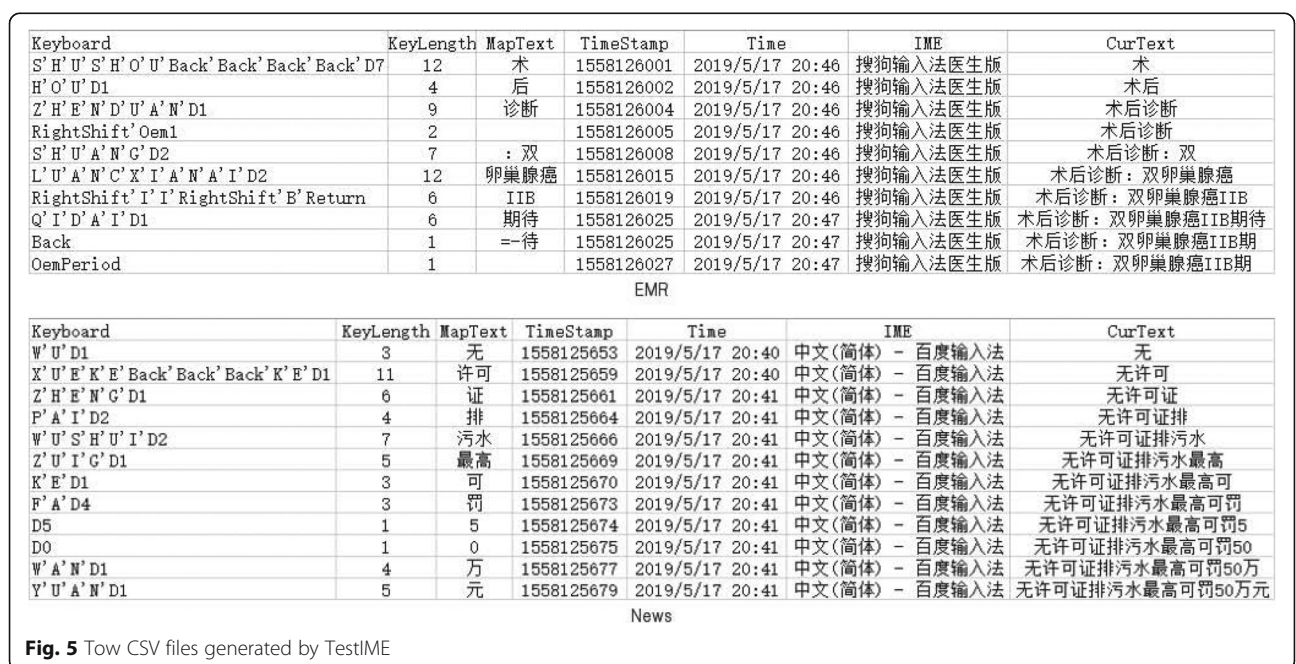 Keyboard KeyLength MapText TimeStamp Time IME CurText
S'H'U'S'H'O'U'Back'Back'Back'Back'D7 12 术 1558126001 2019/5/17 20:46 搜狗输入法医生版 术
H'O'U'D1 4 后 1558126002 2019/5/17 20:46 搜狗输入法医生版 术后
Z'H'E'N'D'U'A'N'D1 9 诊断 1558126004 2019/5/17 20:46 搜狗输入法医生版 术后诊断
RightShift'Oem1 2 1558126005 2019/5/17 20:46 搜狗输入法医生版 术后诊断
S'H'U'A'N'G'D2 7 ：双 1558126008 2019/5/17 20:46 搜狗输入法医生版 术后诊断：双
L'U'A'N'C'X'I'A'N'A'I'D2 12 卵巢腺癌 1558126015 2019/5/17 20:46 搜狗输入法医生版 术后诊断：双卵巢腺癌
RightShift'I'I'RightShift'B'Return 6 IIB 1558126019 2019/5/17 20:46 搜狗输入法医生版 术后诊断：双卵巢腺癌IIB
Q'I'D'A'I'D1 6 期待 1558126025 2019/5/17 20:47 搜狗输入法医生版 术后诊断：双卵巢腺癌IIB期待
Back 1 =-待 1558126025 2019/5/17 20:47 搜狗输入法医生版 术后诊断：双卵巢腺癌IIB期
OemPeriod 1 1558126027 2019/5/17 20:47 搜狗输入法医生版 术后诊断：双卵巢腺癌IIB期
EMR
Keyboard KeyLength MapText TimeStamp Time IME CurText
W'U'D1 3 无 1558125653 2019/5/17 20:40 中文(简体) - 百度输入法 无
X'U'E'K'E'Back'Back'Back'K'E'D1 11 许可 1558125659 2019/5/17 20:40 中文(简体) - 百度输入法 无许可
Z'H'E'N'G'D1 6 证 1558125661 2019/5/17 20:41 中文(简体) - 百度输入法 无许可证
P'A'I'D2 4 排 1558125664 2019/5/17 20:41 中文(简体) - 百度输入法 无许可证排
W'U'S'H'U'I'D2 7 污水 1558125666 2019/5/17 20:41 中文(简体) - 百度输入法 无许可证排污水
Z'U'I'G'D1 5 最高 1558125669 2019/5/17 20:41 中文(简体) - 百度输入法 无许可证排污水最高
K'E'D1 3 可 1558125670 2019/5/17 20:41 中文(简体) - 百度输入法 无许可证排污水最高可
F'A'D4 3 罚 1558125673 2019/5/17 20:41 中文(简体) - 百度输入法 无许可证排污水最高可罚
D5 1 5 1558125674 2019/5/17 20:41 中文(简体) - 百度输入法 无许可证排污水最高可罚5
D0 1 0 1558125675 2019/5/17 20:41 中文(简体) - 百度输入法 无许可证排污水最高可罚50
W'A'N'D1 4 万 1558125677 2019/5/17 20:41 中文(简体) - 百度输入法 无许可证排污水最高可罚50万
Y'U'A'N'D1 5 元 1558125679 2019/5/17 20:41 中文(简体) - 百度输入法 无许可证排污水最高可罚50万元
News
Fig. 5 Tow CSV files generated by TestIME